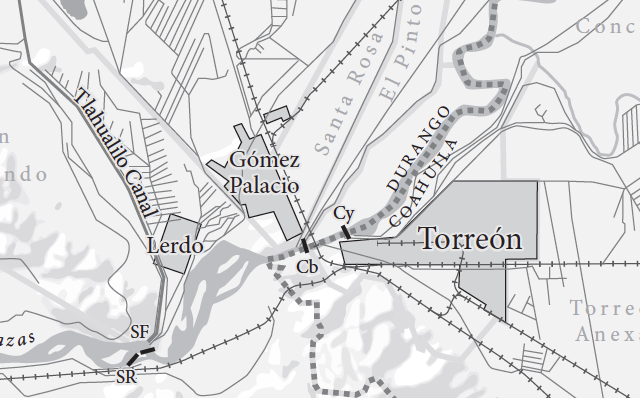 Conc
Santa Rosa
El Pinto
Tlahualilo Canal
DURANGO
COAHUILA
n
ndo
Gómez
Palacio
Cy
Lerdo
Torreón
Cb
SF
SR
azas
Torre
Anexa